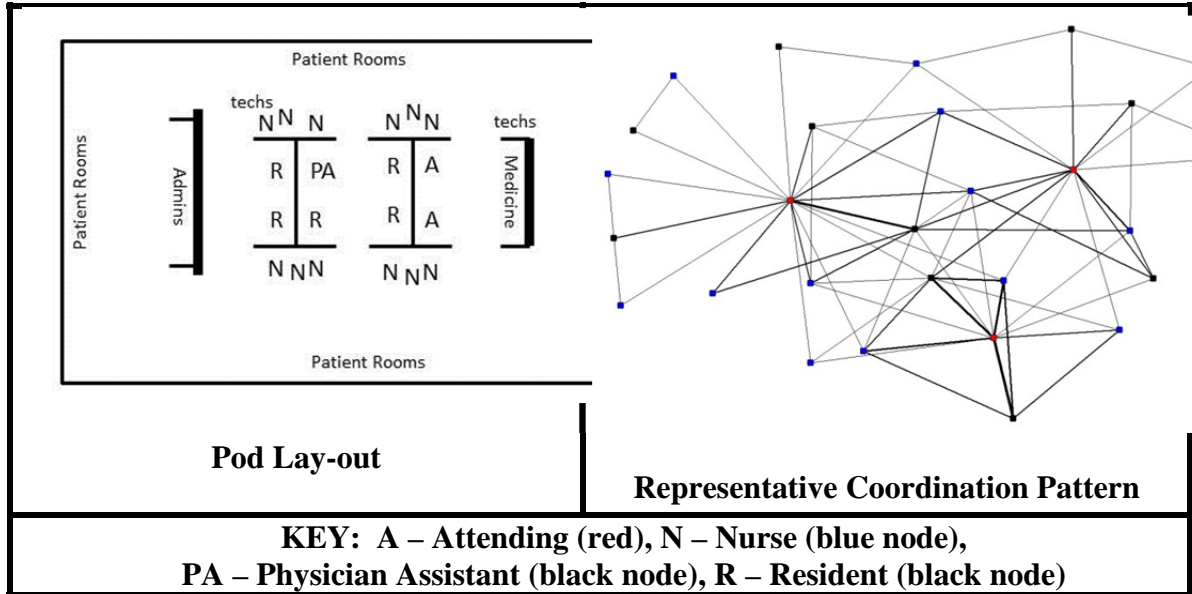 Patient Rooms
Patient Rooms
Admins
techs
N N N
R PA
R R
N N N
N N N
R A
R A
N N N
techs
Medicine
Patient Rooms
Pod Lay-out
Representative Coordination Pattern
KEY: A – Attending (red), N – Nurse (blue node),
PA – Physician Assistant (black node), R – Resident (black node)